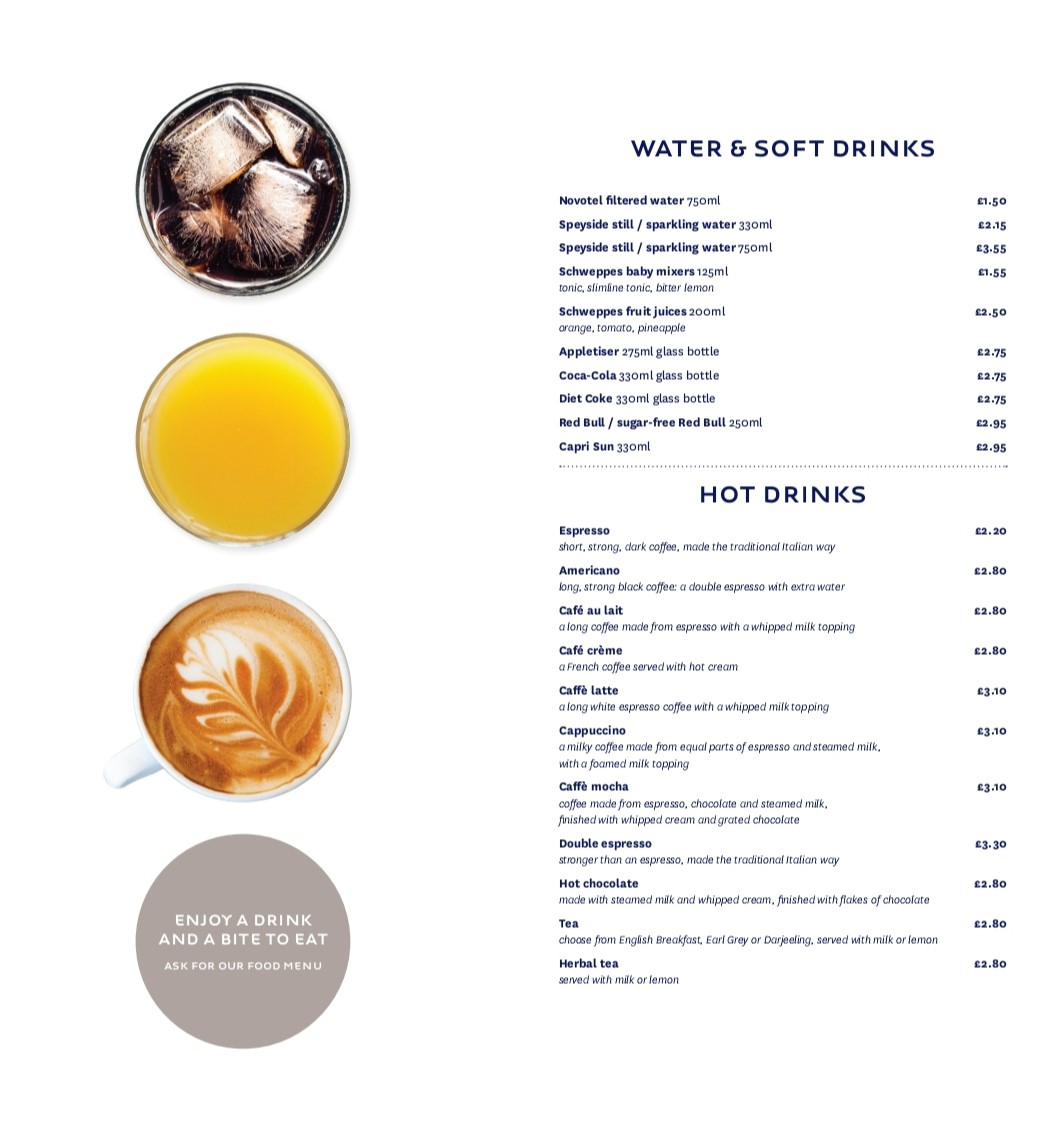 WATER & SOFT DRINKS
Novotel filtered water 750ml £1.50
Speyside still / sparkling water 330ml £2.15
Speyside still / sparkling water 750ml £3.55
Schweppes baby mixers 125ml £1.55
tonic, slimline tonic, bitter lemon
Schweppes fruit juices 200ml £2.50
orange, tomato, pineapple
Appletiser 275ml glass bottle £2.75
Coca-Cola 330ml glass bottle £2.75
Diet Coke 330ml glass bottle £2.75
Red Bull / sugar-free Red Bull 250ml £2.95
Capri Sun 330ml £2.95
HOT DRINKS
Espresso £2.20
short, strong, dark coffee, made the traditional Italian way
Americano £2.80
long, strong black coffee: a double espresso with extra water
Café au lait £2.80
a long coffee made from espresso with a whipped milk topping
Café crème £2.80
a French coffee served with hot cream
Caffè latte £3.10
a long white espresso coffee with a whipped milk topping
Cappuccino £3.10
a milky coffee made from equal parts of espresso and steamed milk,
with a foamed milk topping
Caffè mocha £3.10
coffee made from espresso, chocolate and steamed milk,
finished with whipped cream and grated chocolate
Double espresso £3.30
stronger than an espresso, made the traditional Italian way
Hot chocolate £2.80
made with steamed milk and whipped cream, finished with flakes of chocolate
Tea £2.80
choose from English Breakfast, Earl Grey or Darjeeling, served with milk or lemon
Herbal tea £2.80
served with milk or lemon
ENJOY A DRINK
AND A BITE TO EAT
ASK FOR OUR FOOD MENU